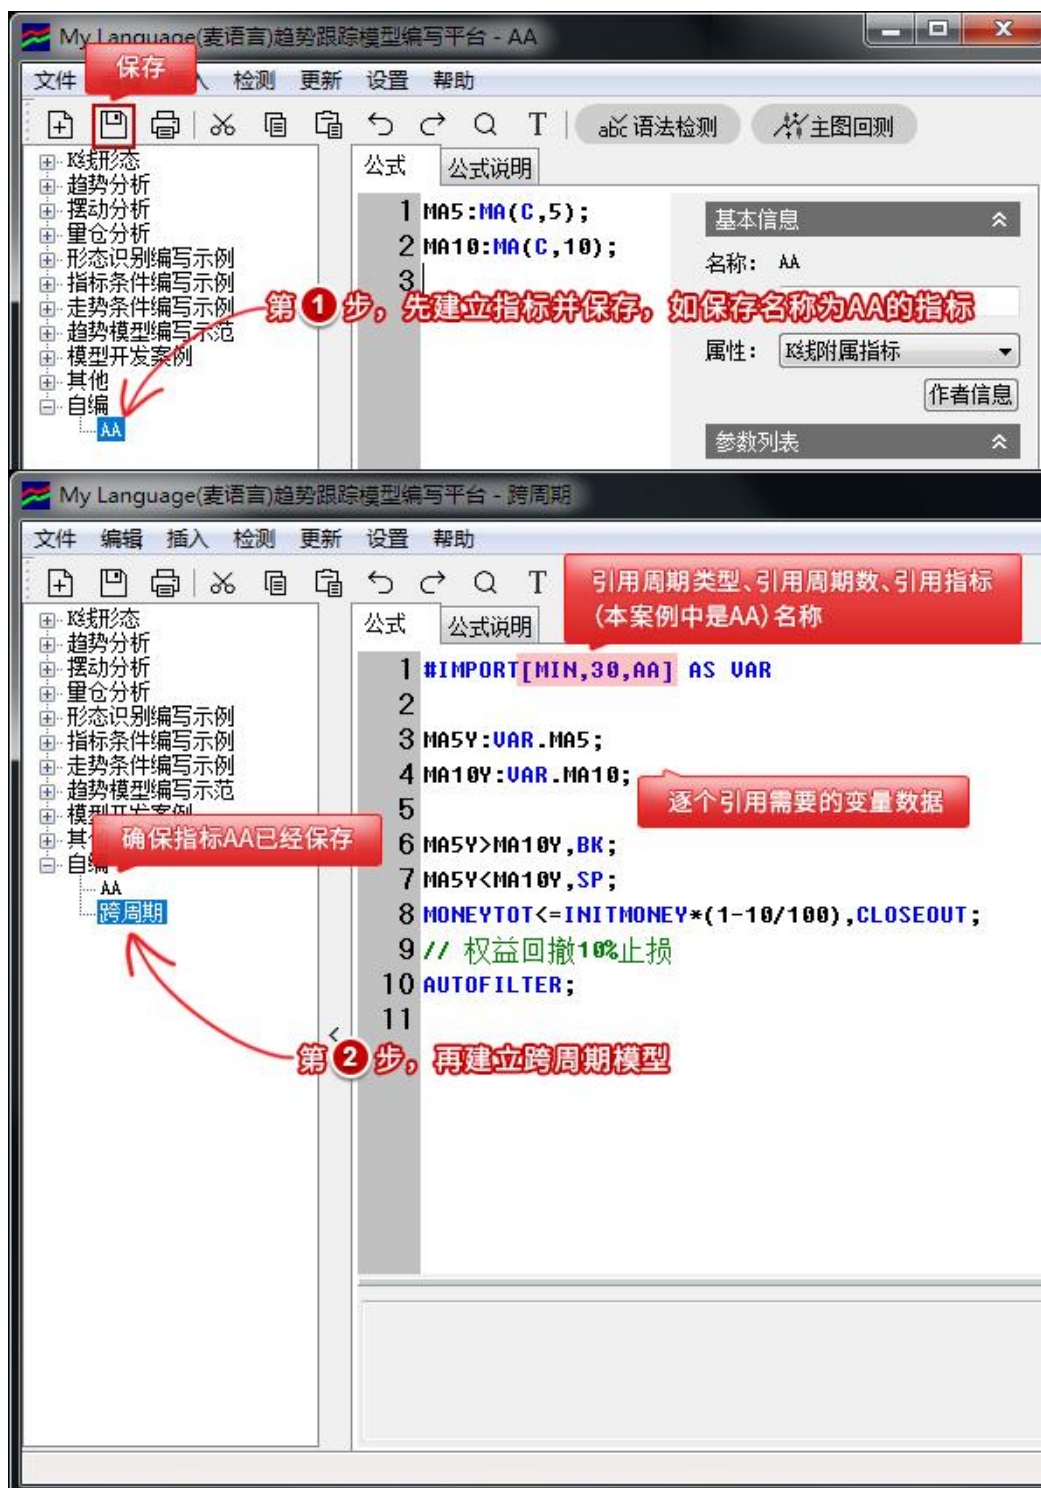 My Language(麦语言)趋势跟踪模型编写平台 - AA
保存
文件 检测 更新 设置 帮助
T abc 语法检测 主图回测
K线形态
趋势分析
摆动分析
量仓分析
形态识别编写示例
指标条件编写示例
走势条件编写示例
趋势模型编写示范
模型开发案例
其他
自编
AA
公式 公式说明
1 MA5:MA(C,5);
2 MA10:MA(C,10);
3
基本信息
名称: AA
第1步，先建立指标并保存，如保存名称为AA的指标
属性: K线附属指标
作者信息
参数列表
My Language(麦语言)趋势跟踪模型编写平台 - 跨周期
文件 编辑 插入 检测 更新 设置 帮助
T
引用周期类型、引用周期数、引用指标
(本案例中是AA)名称
K线形态
趋势分析
摆动分析
量仓分析
形态识别编写示例
指标条件编写示例
走势条件编写示例
趋势模型编写示范
模型开发案例
其
确保指标AA已经保存
自编
AA
跨周期
公式 公式说明
1 #IMPORT[MIN,30,AA] AS VAR
2
3 MA5Y:VAR.MA5;
4 MA10Y:VAR.MA10;
逐个引用需要的变量数据
5
6 MA5Y>MA10Y,BK;
7 MA5Y<MA10Y,SP;
8 MONEYTOT<=INITMONEY*(1-10/100),CLOSEOUT;
9 // 权益回撤10%止损
10 AUTOFILTER;
11
第2步，再建立跨周期模型